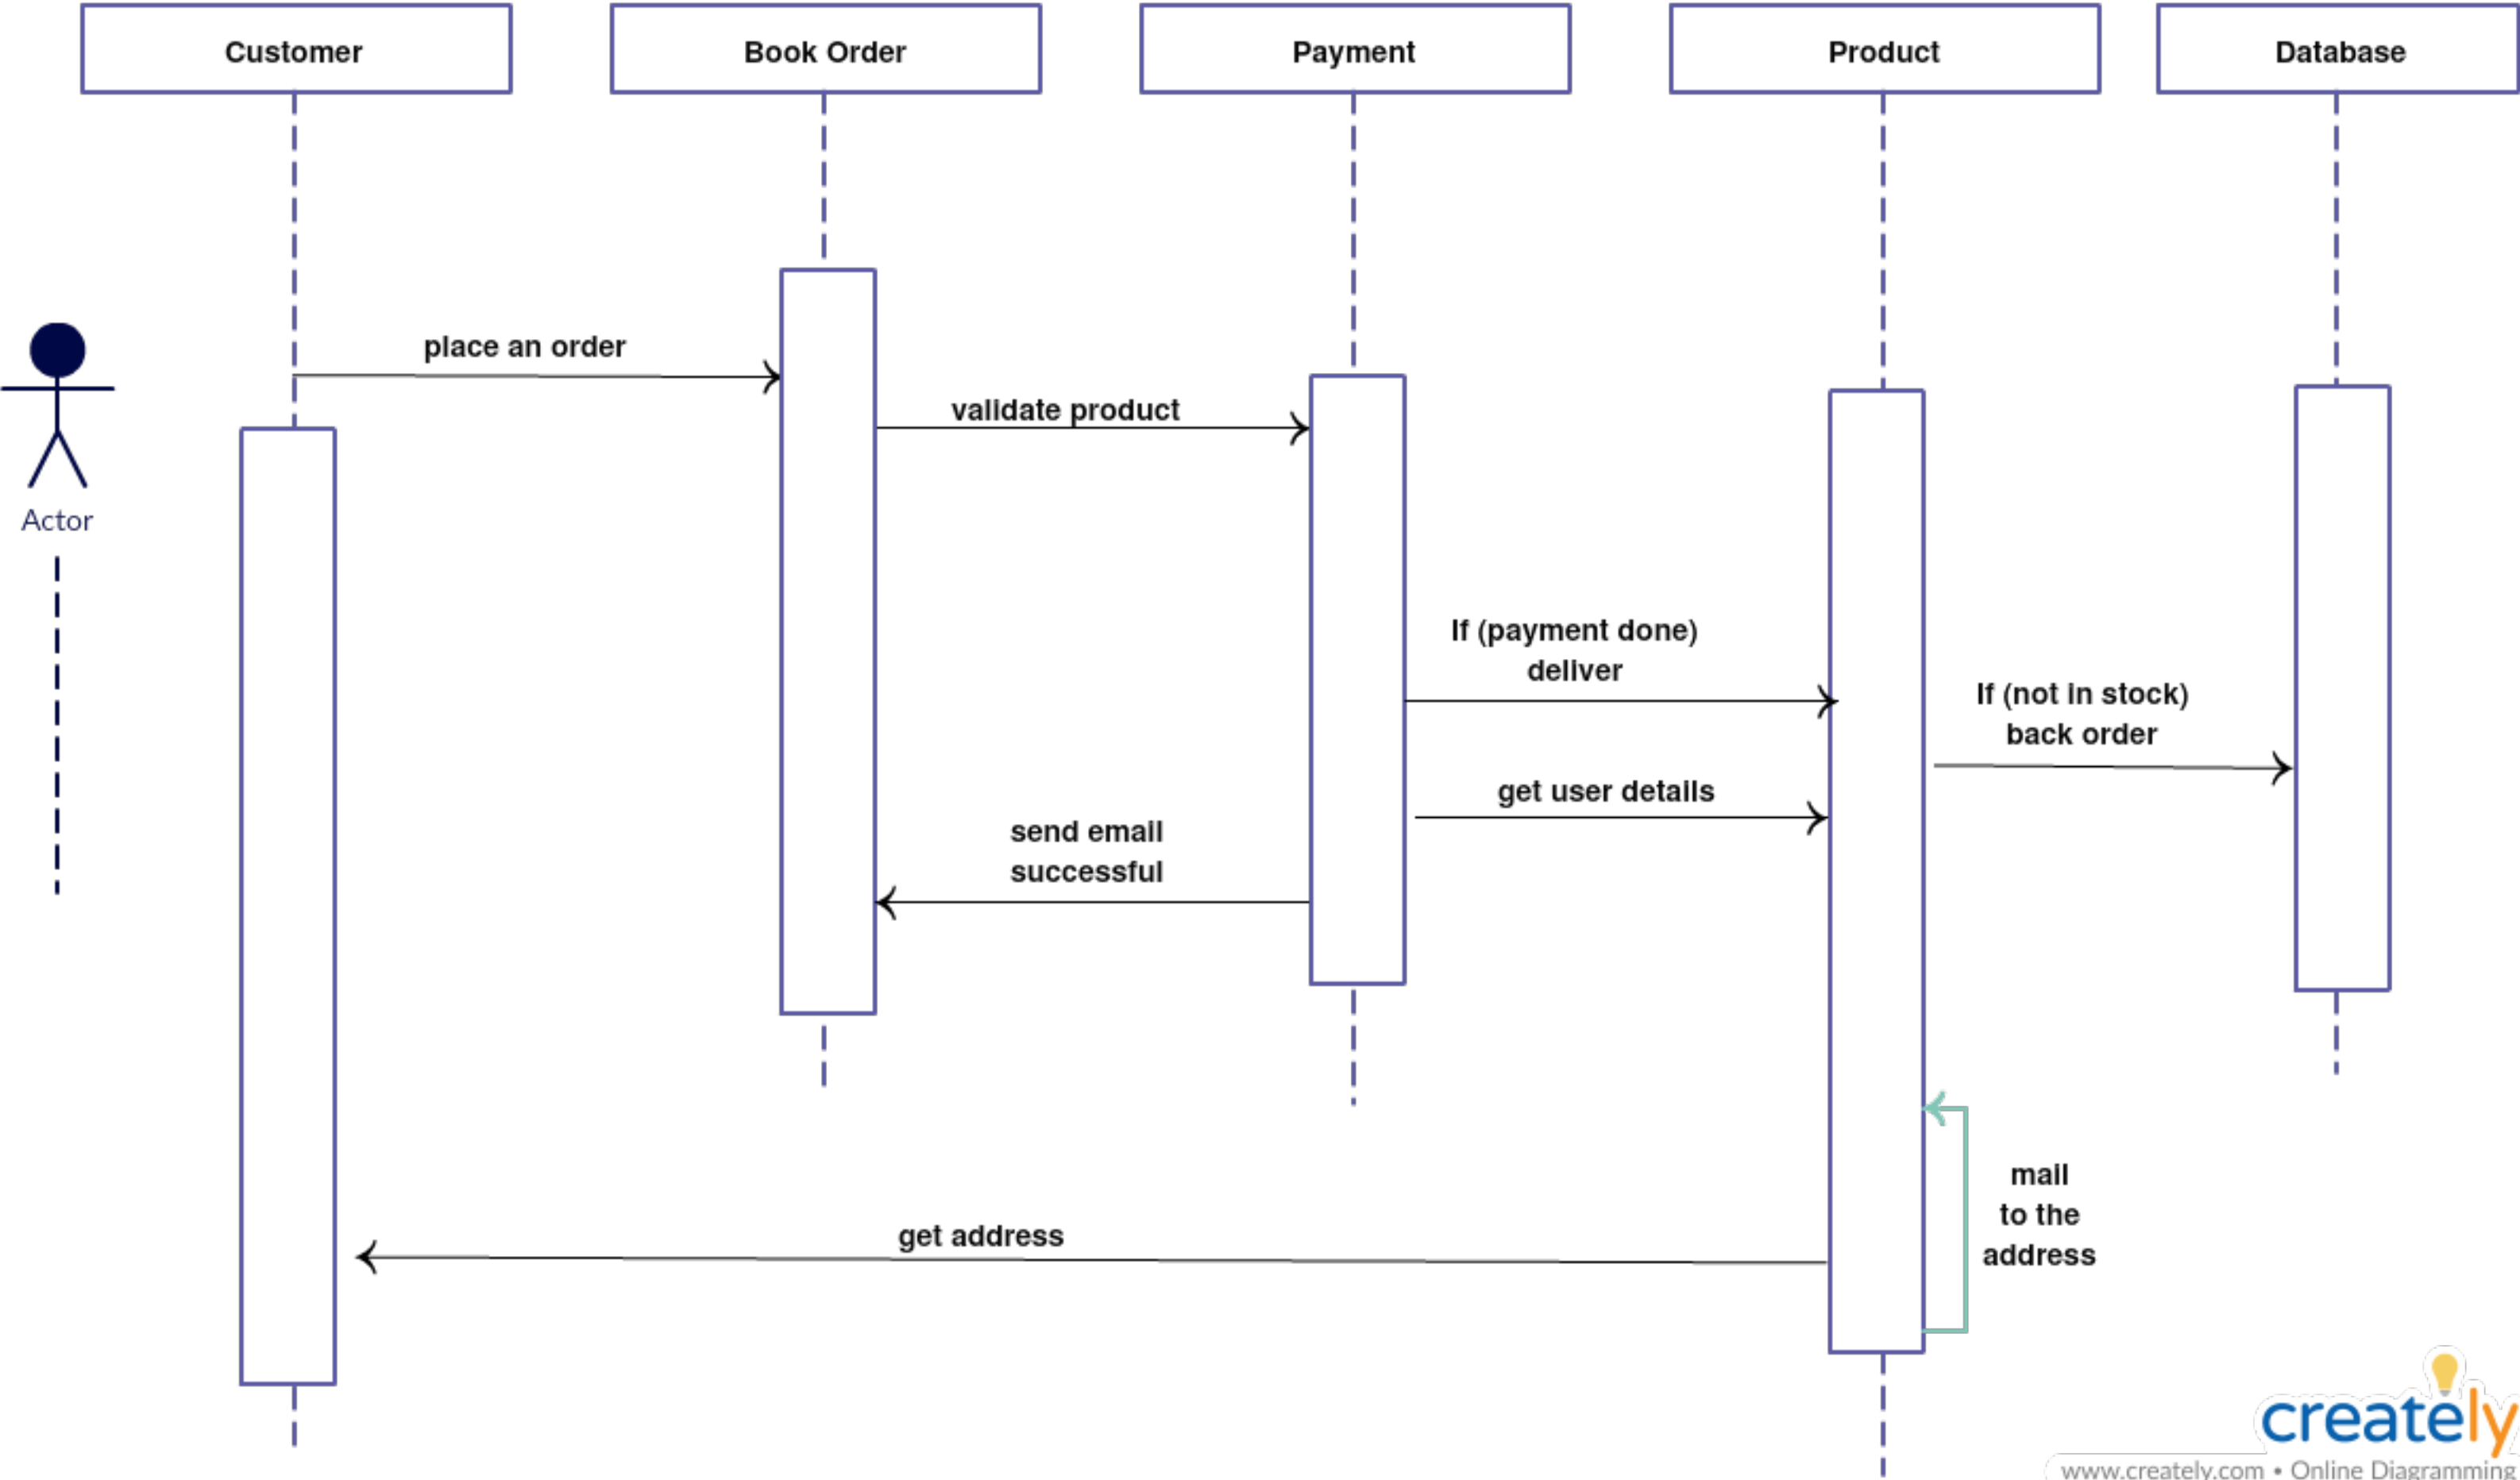 Customer
Book Order
Payment
Product
Database
place an order
validate product
Actor
If (payment done)
deliver
If (not in stock)
back order
get user details
send email
successful
mail
to the
address
get address
creately
www.creately.com • Online Diagramming